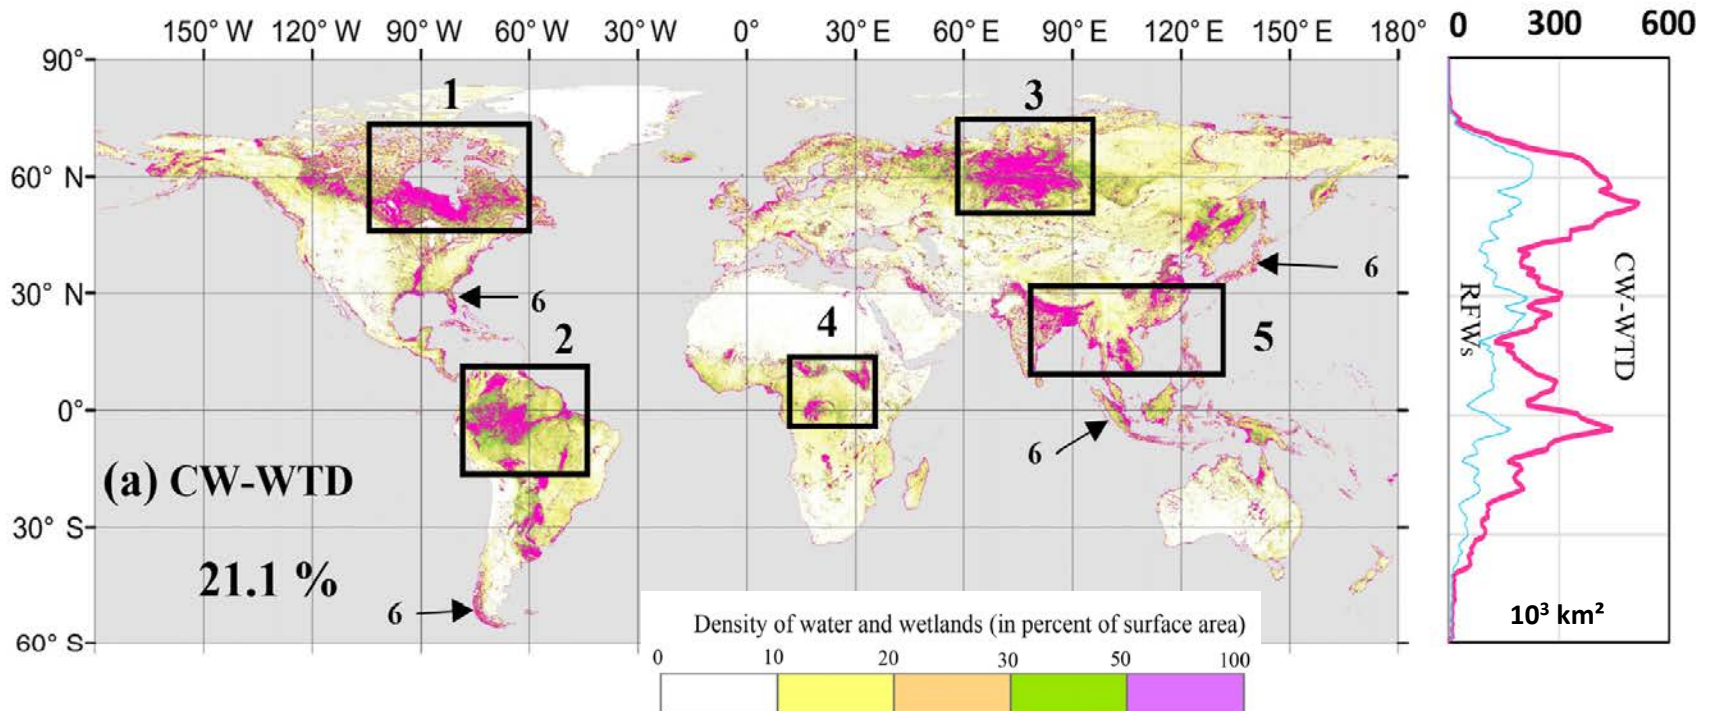 150° W 120° W 90° W 60° W 30° W 0° 30° E 60° E 90° E 120° E 150° E 180°
0 300 600
90°
1
3
60° N
6
6
30° N
4
2
5
0°
6
(a) CW-WTD
30° S
21.1 %
6
60° S
RFWs
CW-WTD
10³ km²
Density of water and wetlands (in percent of surface area)
0 10 20 30 50 100